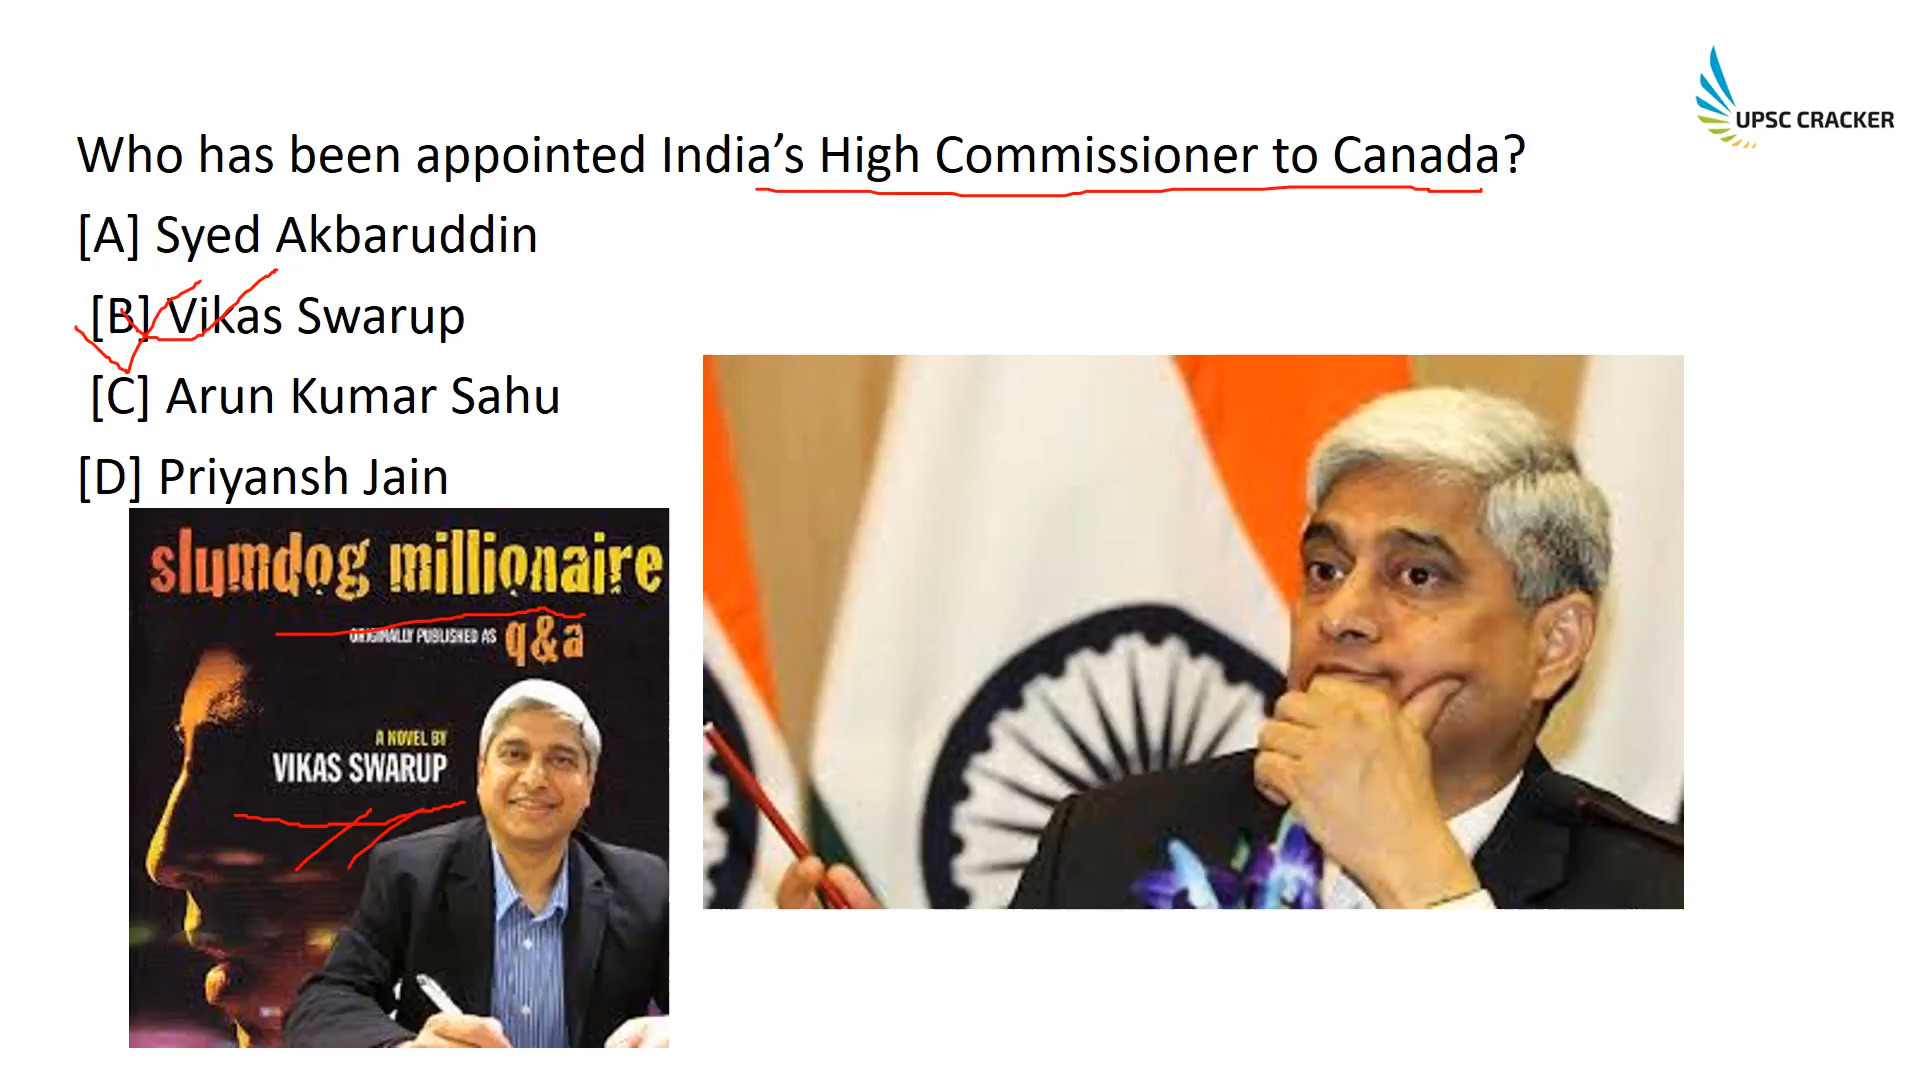 UPSC CRACKER
Who has been appointed India’s High Commissioner to Canada?
[A] Syed Akbaruddin
[B] Vikas Swarup
[C] Arun Kumar Sahu
[D] Priyansh Jain
slumdog millionaire
ORIGINALLY PUBLISHED AS q&a
A NOVEL BY
VIKAS SWARUP